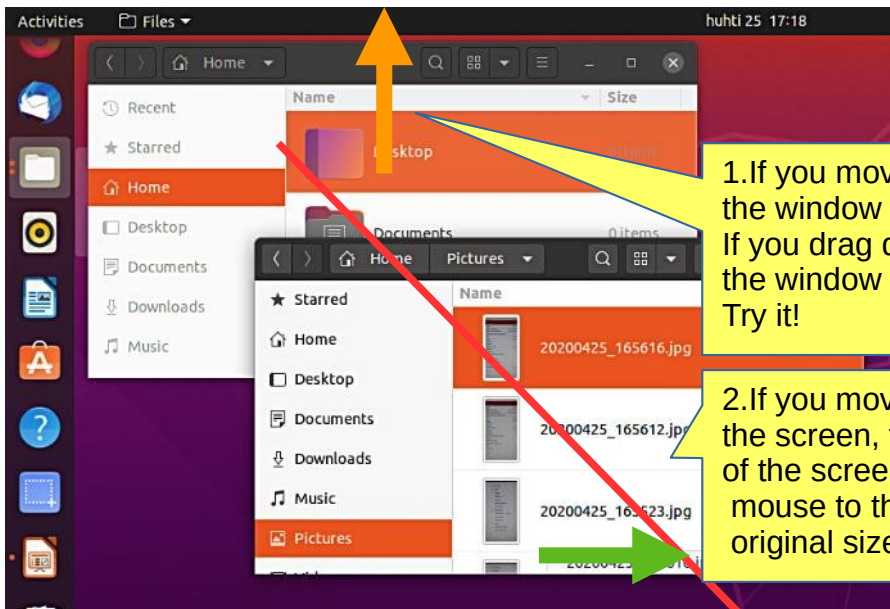 Activities Files huhti 25 17:18
Home
Name Size
Recent
Starred
Desktop
Home
Desktop
Documents 0 items
Documents
Downloads
Music
Home Pictures
Name
Starred
Home
20200425_165616.jpg
Desktop
Documents
20200425_165612.jpg
Downloads
Music
20200425_165523.jpg
Pictures
1.If you mov
the window
If you drag
the window
Try it!
2.If you mov
the screen,
of the scree
mouse to th
original size